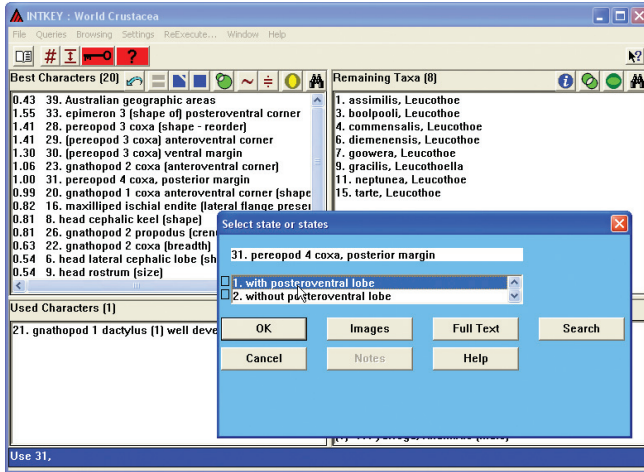 INTKEY : World Crustacea
File Queries Browsing Settings ReExecute... Window Help
Best Characters (20)
0.43 39. Australian geographic areas
1.55 33. epimeron 3 (shape of) posteroventral corner
1.41 28. pereopod 3 coxa (shape - reorder)
1.41 29. (pereopod 3 coxa) anteroventral corner
1.30 30. (pereopod 3 coxa) ventral margin
1.06 23. gnathopod 2 coxa (anteroventral corner)
1.00 31. pereopod 4 coxa, posterior margin
0.99 20. gnathopod 1 coxa anteroventral corner (shape
0.82 16. maxilliped ischial endite (lateral flange preser
0.81 8. head cephalic keel (shape)
0.81 26. gnathopod 2 propodus (cren
0.63 22. gnathopod 2 coxa (breadth)
0.54 6. head lateral cephalic lobe (sh
0.54 9. head rostrum (size)
Remaining Taxa (8)
1. assimilis, Leucothoe
3. boolpooli, Leucothoe
4. commensalis, Leucothoe
6. diemenensis, Leucothoe
7. goowera, Leucothoe
9. gracilis, Leucothoella
11. neptunea, Leucothoe
15. tarte, Leucothoe
Used Characters (1)
21. gnathopod 1 dactylus (1) well deve
Select state or states
31. pereopod 4 coxa, posterior margin
1. with posteroventral lobe
2. without posteroventral lobe
OK Images Full Text Search
Cancel Notes Help
Use 31,